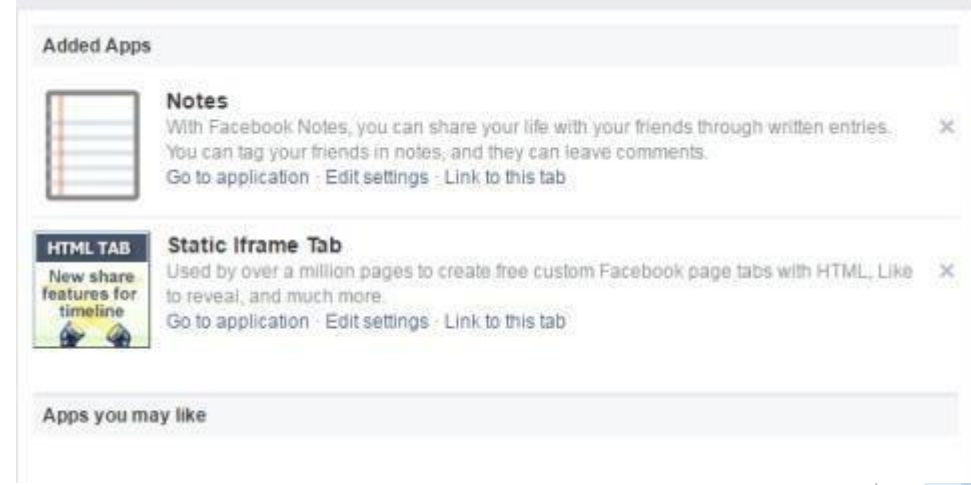 Added Apps
Notes
With Facebook Notes, you can share your life with your friends through written entries.
You can tag your friends in notes, and they can leave comments.
Go to application · Edit settings · Link to this tab
HTML TAB
New share
features for
timeline
Static Iframe Tab
Used by over a million pages to create free custom Facebook page tabs with HTML, Like
to reveal, and much more.
Go to application · Edit settings · Link to this tab
Apps you may like